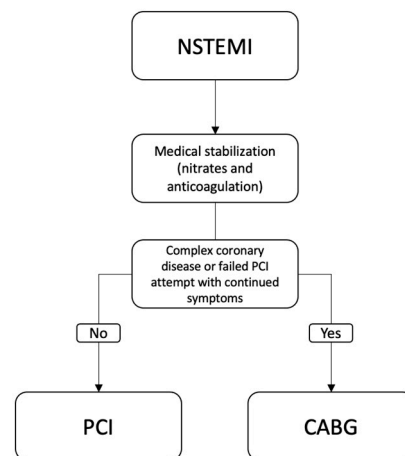 NSTEMI
Medical stabilization
(nitrates and
anticoagulation)
Complex coronary
disease or failed PCI
attempt with continued
symptoms
No
Yes
PCI
CABG